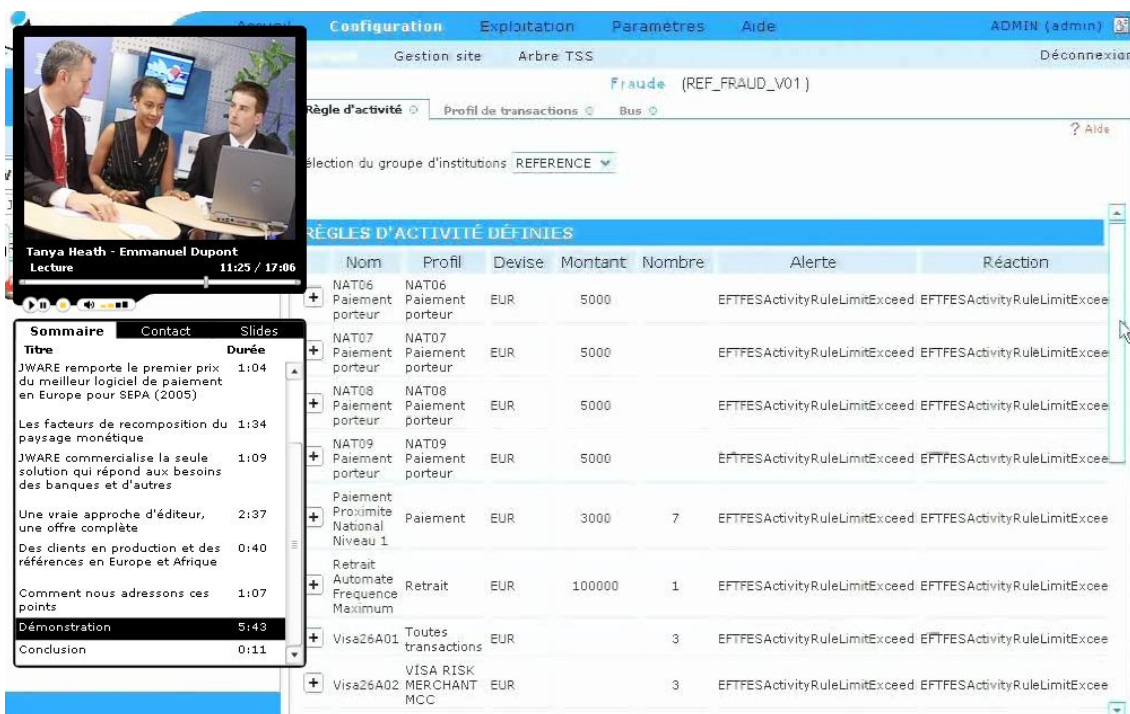 Accueil Configuration Exploitation Paramètres Aide ADMIN (admin)
Gestion site Arbre TSS Déconnexion
Fraude (REF_FRAUD_V01)
Règle d'activité Profil de transactions Bus
? Aide
élection du groupe d'institutions REFERENCE
RÈGLES D'ACTIVITÉ DÉFINIES
Nom Profil Devise Montant Nombre Alerte Réaction
NAT06 NAT06
+ Paiement Paiement EUR 5000 EFTFESActivityRuleLimitExceed EFTFESActivityRuleLimitExcee
porteur porteur
NAT07 NAT07
+ Paiement Paiement EUR 5000 EFTFESActivityRuleLimitExceed EFTFESActivityRuleLimitExcee
porteur porteur
NAT08 NAT08
+ Paiement Paiement EUR 5000 EFTFESActivityRuleLimitExceed EFTFESActivityRuleLimitExcee
porteur porteur
NAT09 NAT09
+ Paiement Paiement EUR 5000 EFTFESActivityRuleLimitExceed EFTFESActivityRuleLimitExcee
porteur porteur
Paiement
Proximite
+ National Paiement EUR 3000 7 EFTFESActivityRuleLimitExceed EFTFESActivityRuleLimitExcee
Niveau 1
Retrait
Automate
+ Frequence Retrait EUR 100000 1 EFTFESActivityRuleLimitExceed EFTFESActivityRuleLimitExcee
Maximum
+ Visa26A01 Toutes EUR 3 EFTFESActivityRuleLimitExceed EFTFESActivityRuleLimitExcee
transactions
VISA RISK
+ Visa26A02 MERCHANT EUR 3 EFTFESActivityRuleLimitExceed EFTFESActivityRuleLimitExcee
MCC
Tanya Heath - Emmanuel Dupont
Lecture 11:25 / 17:06
Sommaire Contact Slides
Titre Durée
JWARE remporte le premier prix 1:04
du meilleur logiciel de paiement
en Europe pour SEPA (2005)
Les facteurs de recomposition du 1:34
paysage monétique
JWARE commercialise la seule 1:09
solution qui répond aux besoins
des banques et d'autres
Une vraie approche d'éditeur, 2:37
une offre complète
Des clients en production et des 0:40
références en Europe et Afrique
Comment nous adressons ces 1:07
points
Démonstration 5:43
Conclusion 0:11